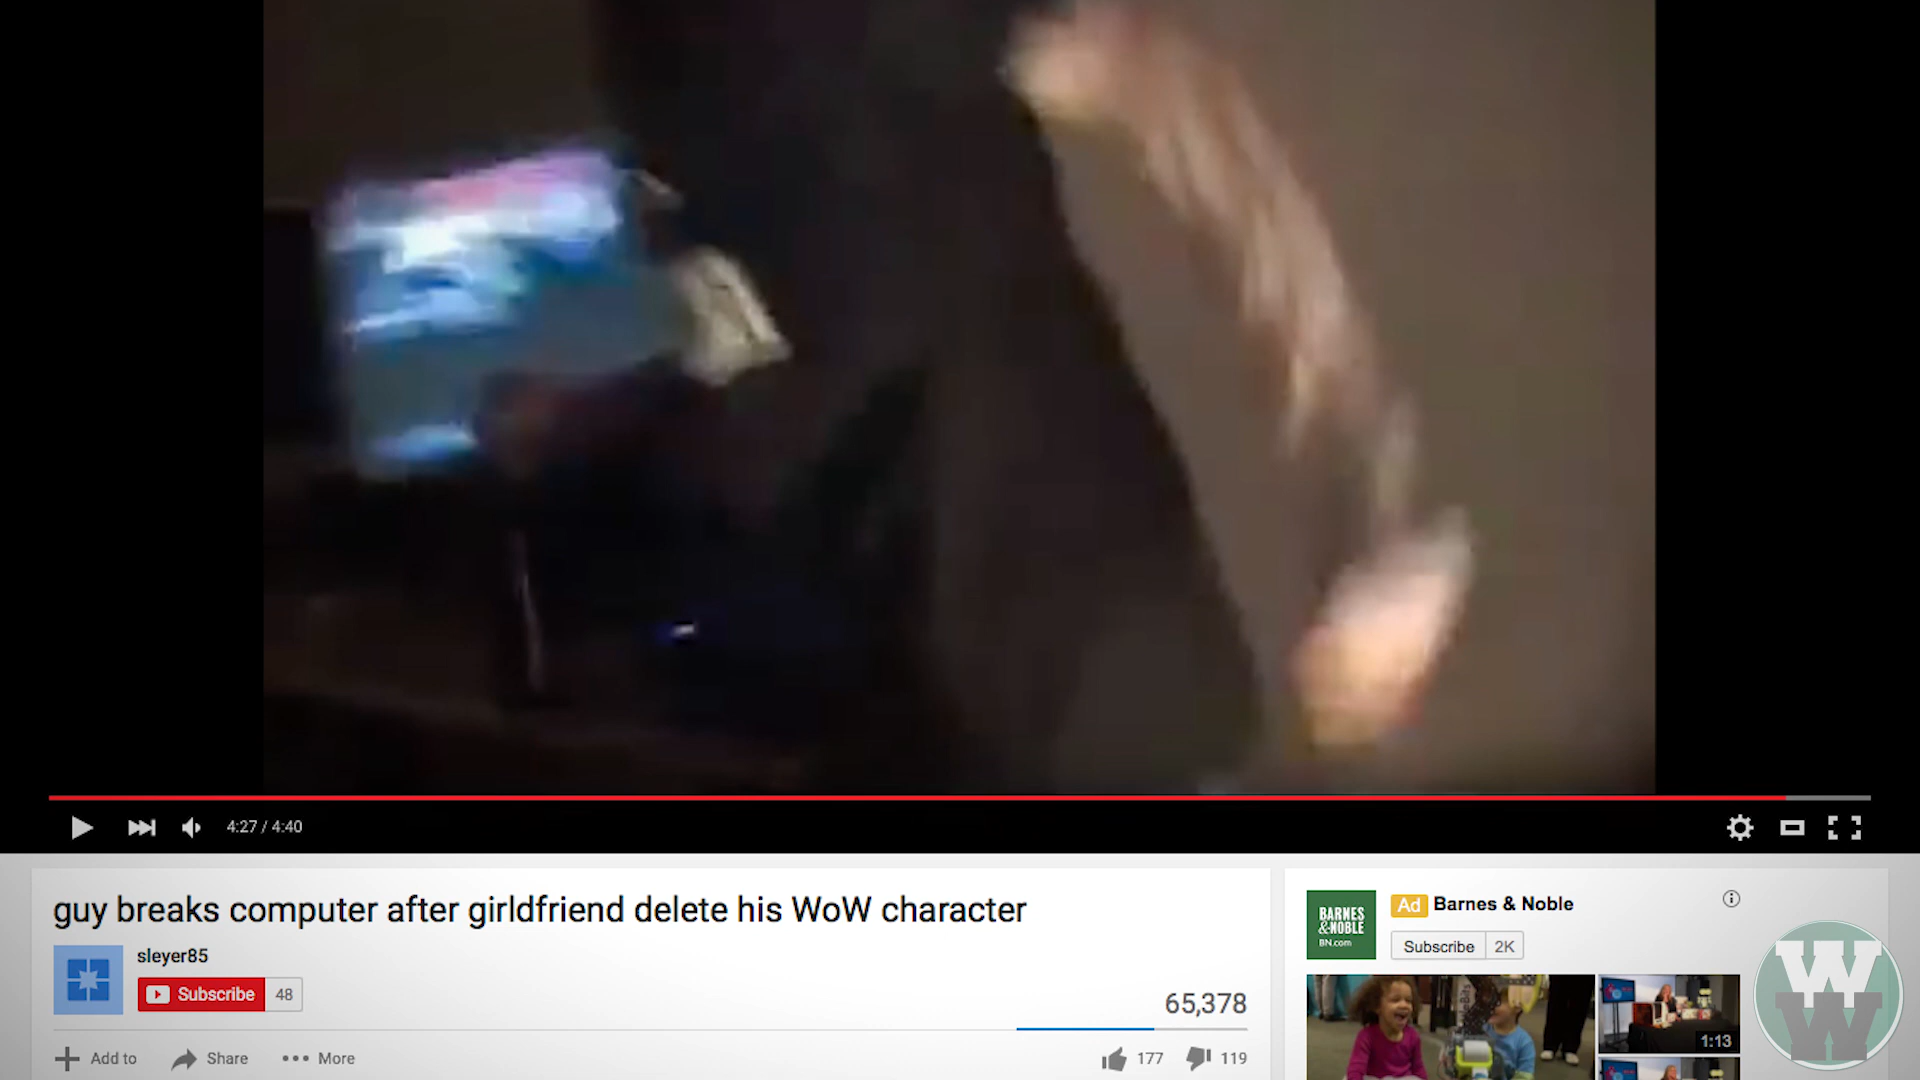 4:27 / 4:40
guy breaks computer after girldfriend delete his WoW character
sleyer85
Subscribe 48
65,378
Add to Share More
177 119
BARNES
&NOBLE
BN.com
Ad Barnes & Noble
Subscribe 2K
1:13
WW